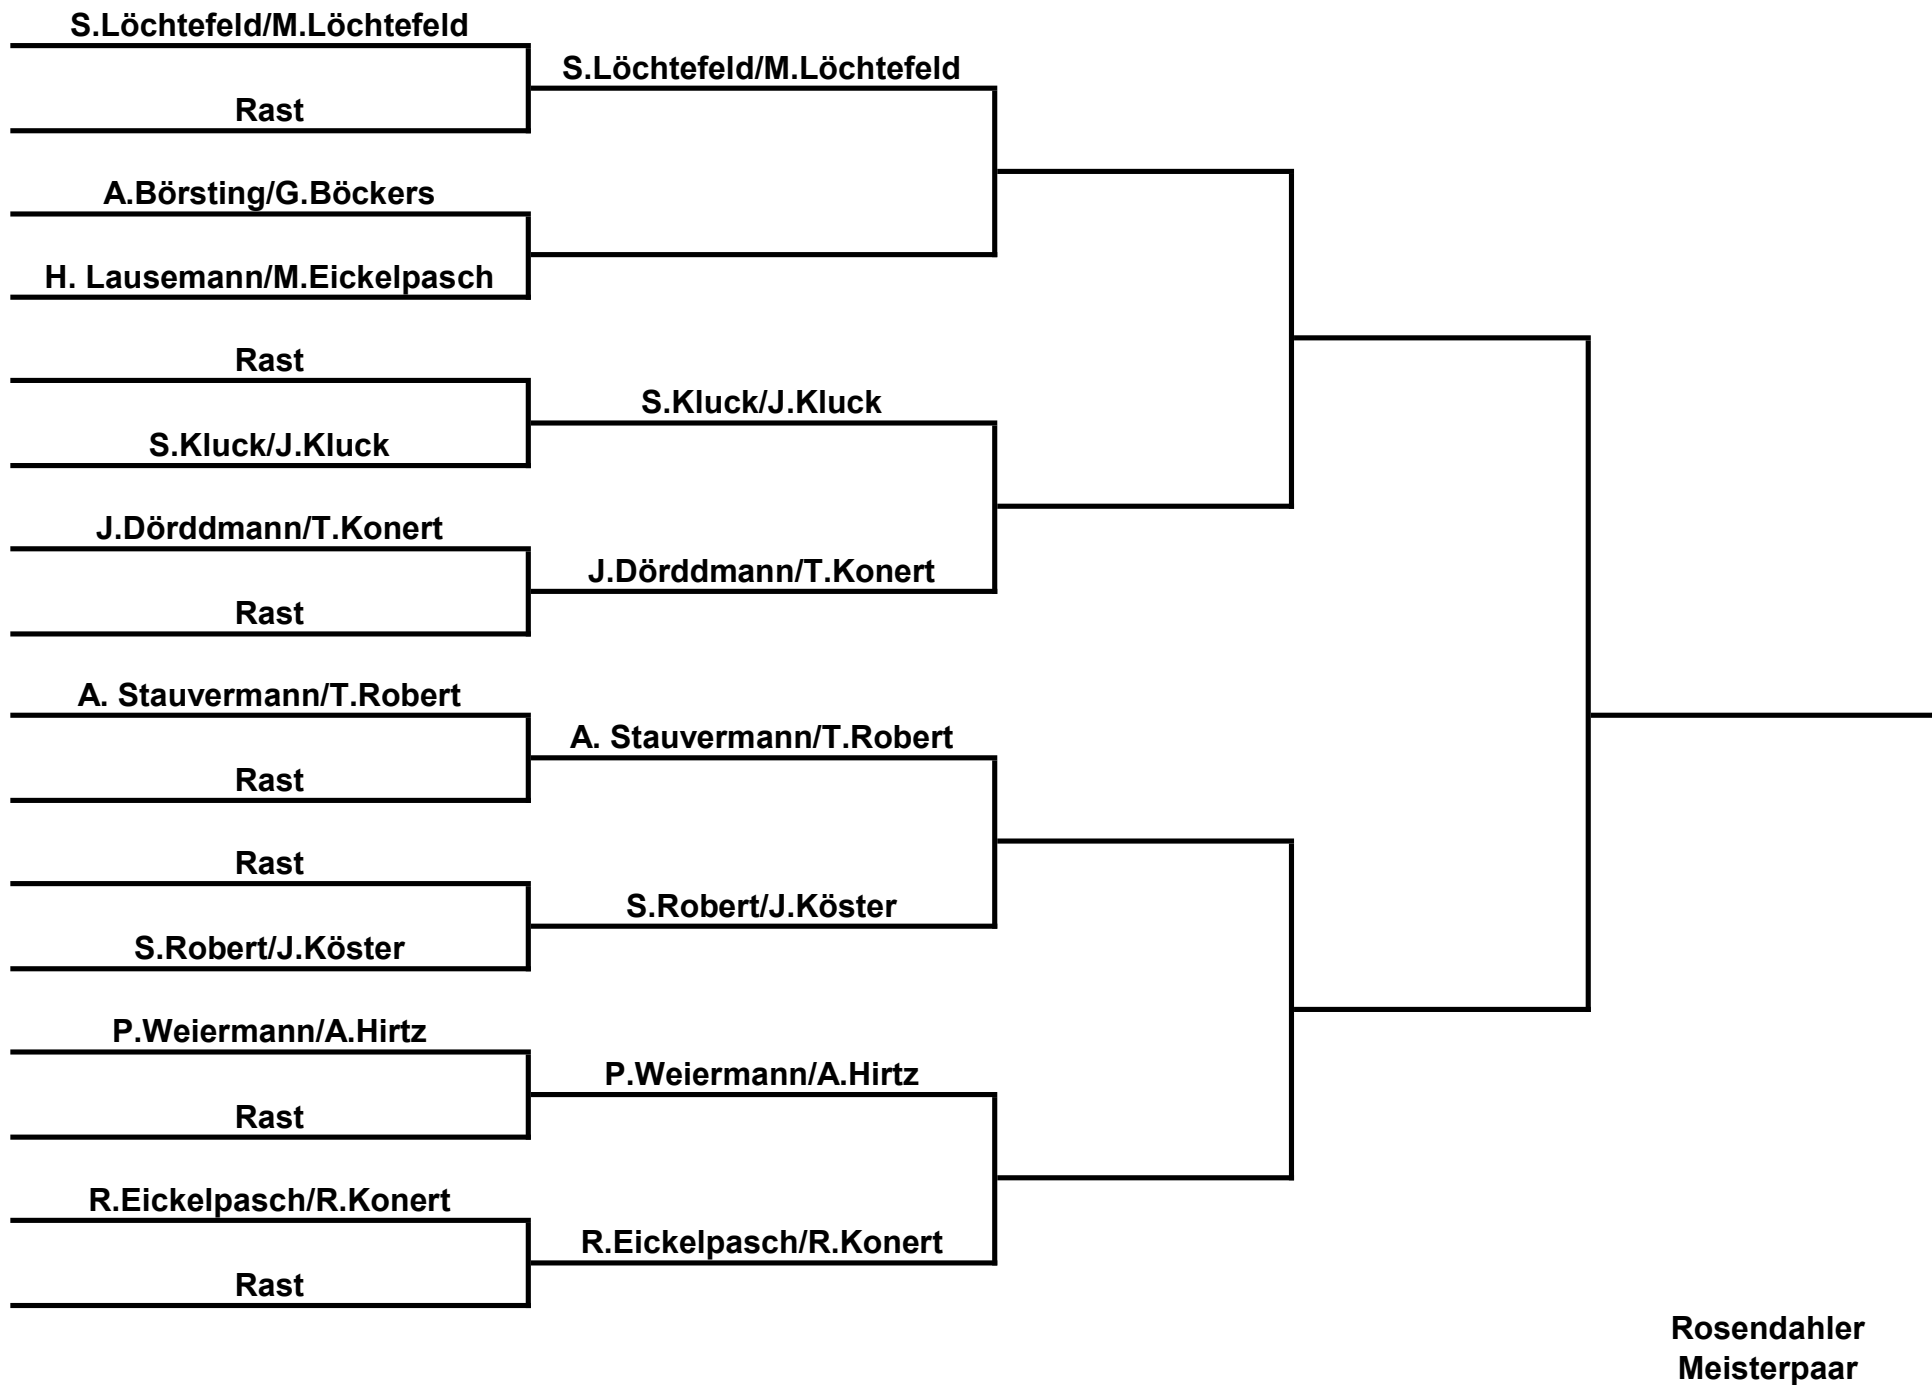 S.Löchtefeld/M.Löchtefeld
S.Löchtefeld/M.Löchtefeld
Rast
A.Börsting/G.Böckers
H. Lausemann/M.Eickelpasch
Rast
S.Kluck/J.Kluck
S.Kluck/J.Kluck
J.Dörddmann/T.Konert
J.Dörddmann/T.Konert
Rast
A. Stauvermann/T.Robert
A. Stauvermann/T.Robert
Rast
Rast
S.Robert/J.Köster
S.Robert/J.Köster
P.Weiermann/A.Hirtz
P.Weiermann/A.Hirtz
Rast
R.Eickelpasch/R.Konert
R.Eickelpasch/R.Konert
Rast
Rosendahler
Meisterpaar